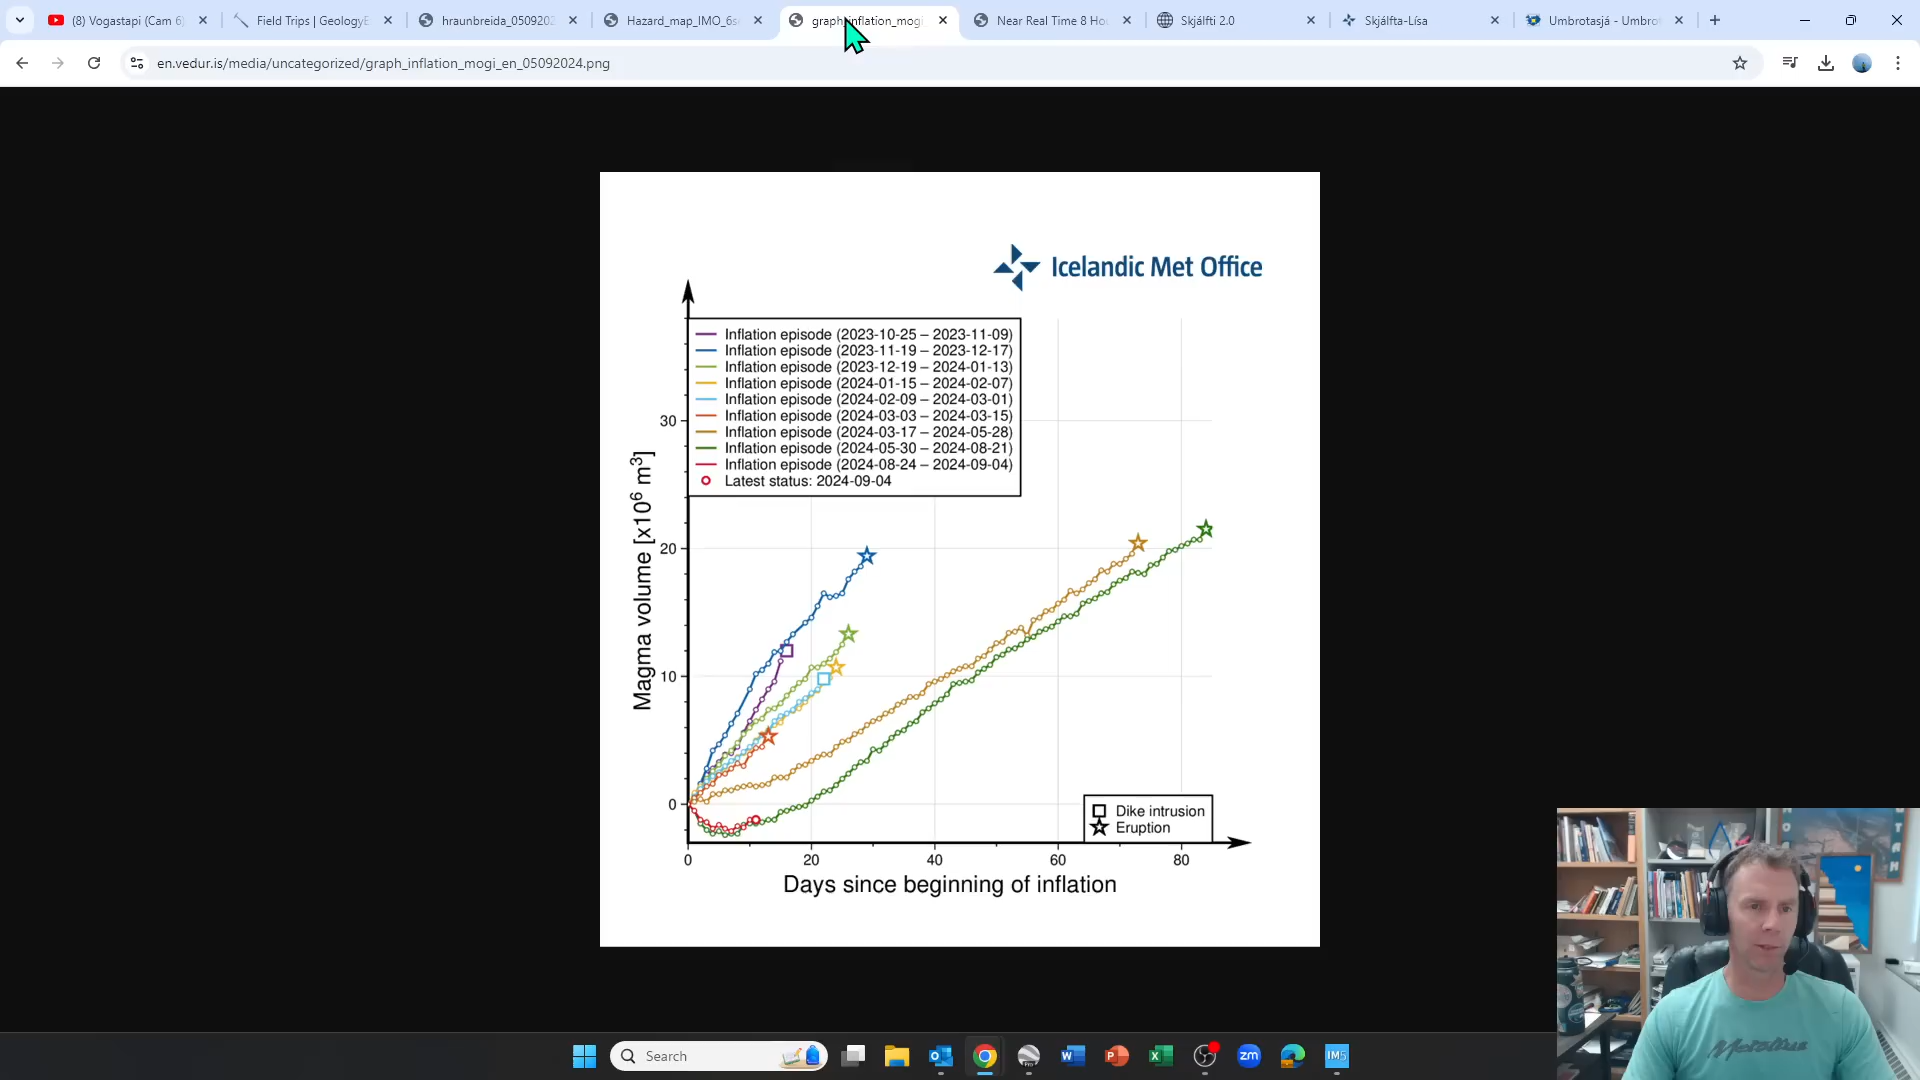 (8) Vogastapi (Cam 6)
Field Trips | GeologyE
hraunbreida_050920
Hazard_map_IMO_6s
graph_inflation_mogi
Near Real Time 8 Ho
Skjálfti 2.0
Skjálfta-Lísa
Umbrotasjá - Umbro
en.vedur.is/media/uncategorized/graph_inflation_mogi_en_05092024.png
Icelandic Met Office
Inflation episode (2023-10-25 – 2023-11-09)
Inflation episode (2023-11-19 – 2023-12-17)
Inflation episode (2023-12-19 – 2024-01-13)
Inflation episode (2024-01-15 – 2024-02-07)
Inflation episode (2024-02-09 – 2024-03-01)
Inflation episode (2024-03-03 – 2024-03-15)
Inflation episode (2024-03-17 – 2024-05-28)
Inflation episode (2024-05-30 – 2024-08-21)
Inflation episode (2024-08-24 – 2024-09-04)
Latest status: 2024-09-04
30
20
10
0
Magma volume [x10⁶ m³]
Dike intrusion
Eruption
0 20 40 60 80
Days since beginning of inflation
Search
zm
IM5